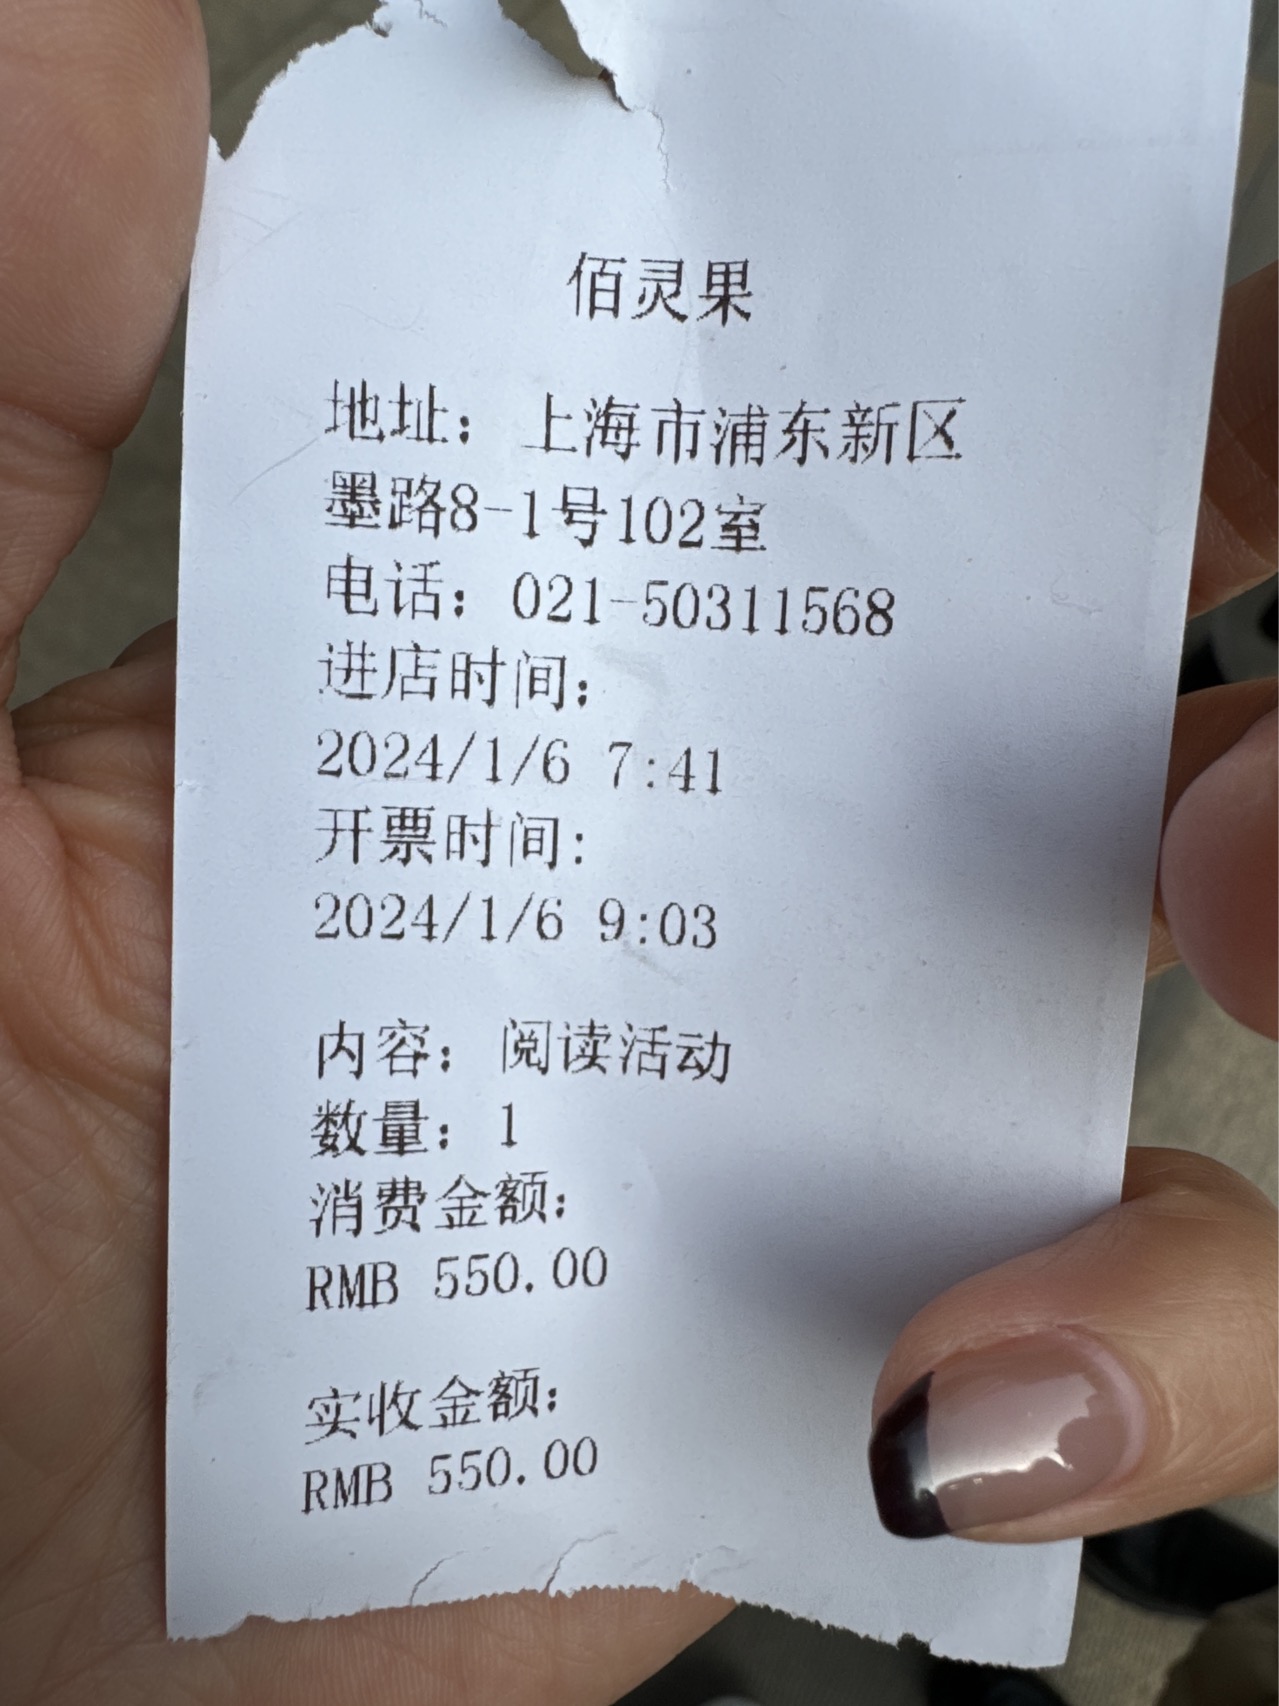 佰灵果
地址：上海市浦东新区
墨路8-1号102室
电话：021-50311568
进店时间：
2024/1/6 7:41
开票时间:
2024/1/6 9:03
内容：阅读活动
数量：1
消费金额：
RMB 550.00
实收金额：
RMB 550.00